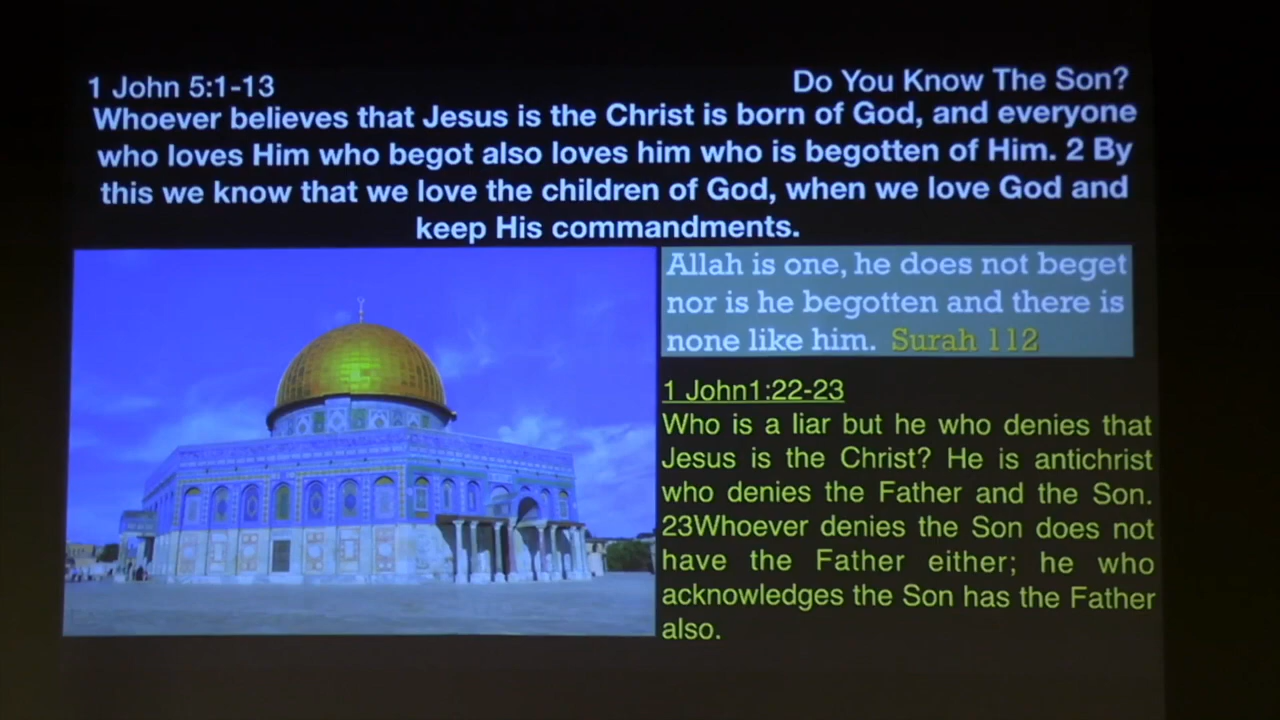 1 John 5:1-13
Do You Know The Son?
Whoever believes that Jesus is the Christ is born of God, and everyone
who loves Him who begot also loves him who is begotten of Him. 2 By
this we know that we love the children of God, when we love God and
keep His commandments.
Allah is one, he does not beget
nor is he begotten and there is
none like him. Surah 112
1 John1:22-23
Who is a liar but he who denies that
Jesus is the Christ? He is antichrist
who denies the Father and the Son.
23Whoever denies the Son does not
have the Father either; he who
acknowledges the Son has the Father
also.